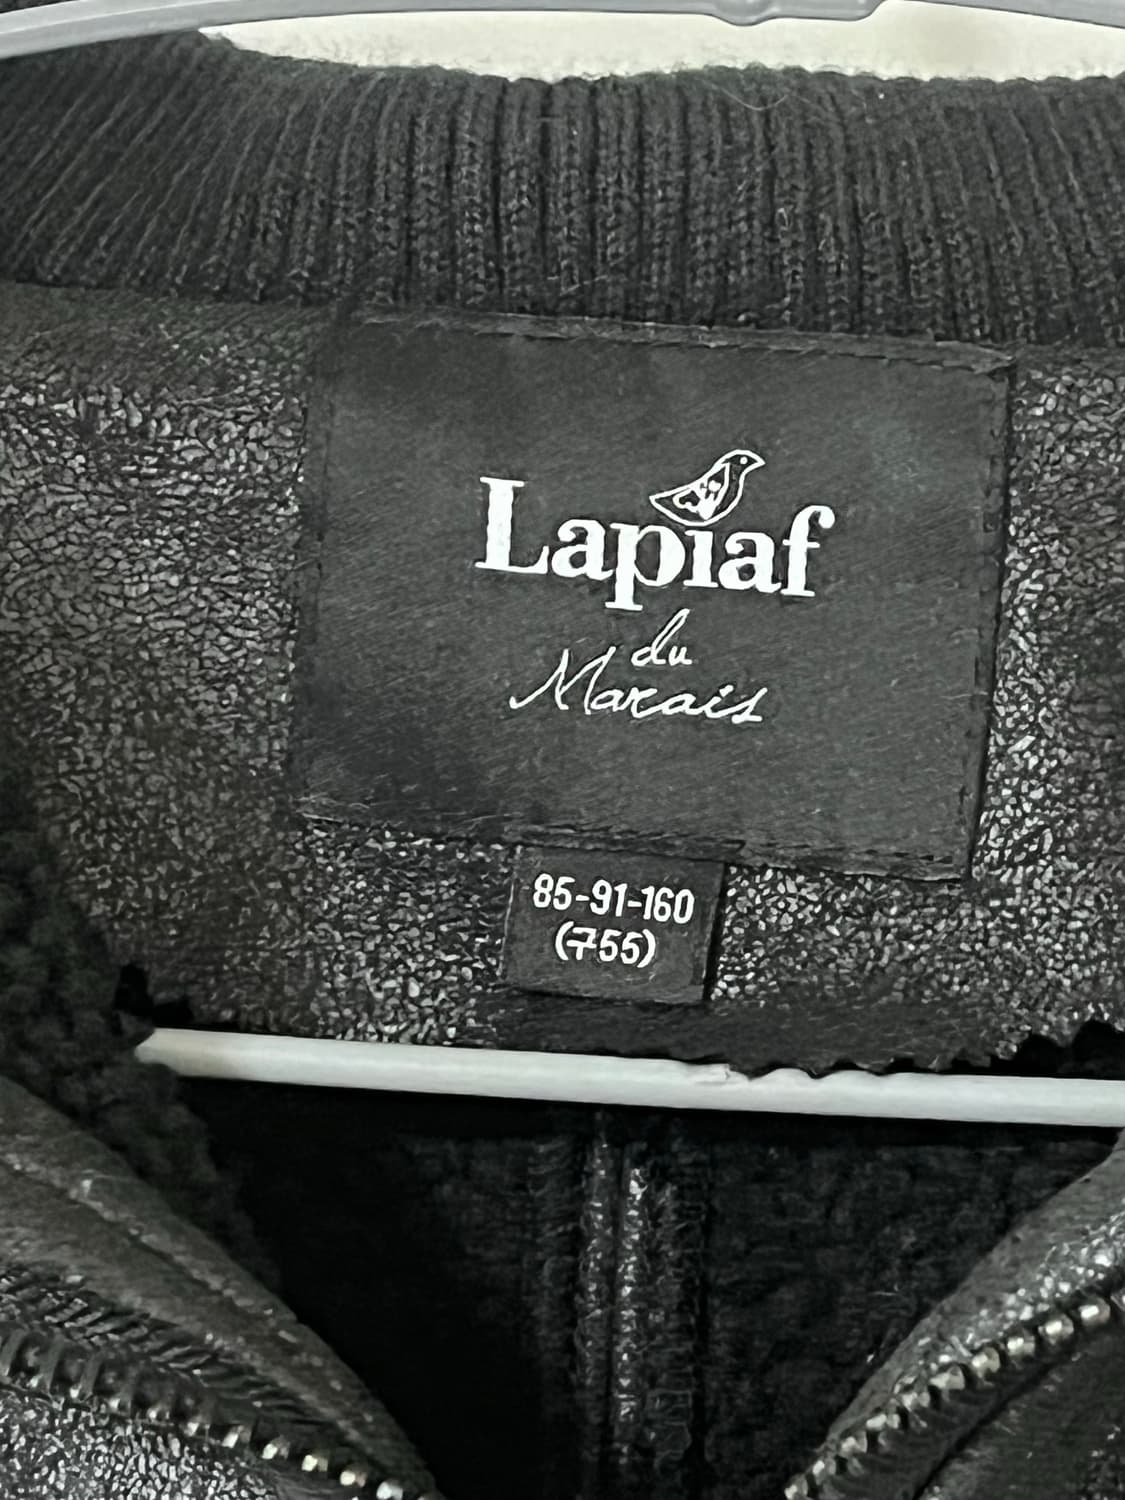 Lapiaf
du
Marais
85-91-160
(755)